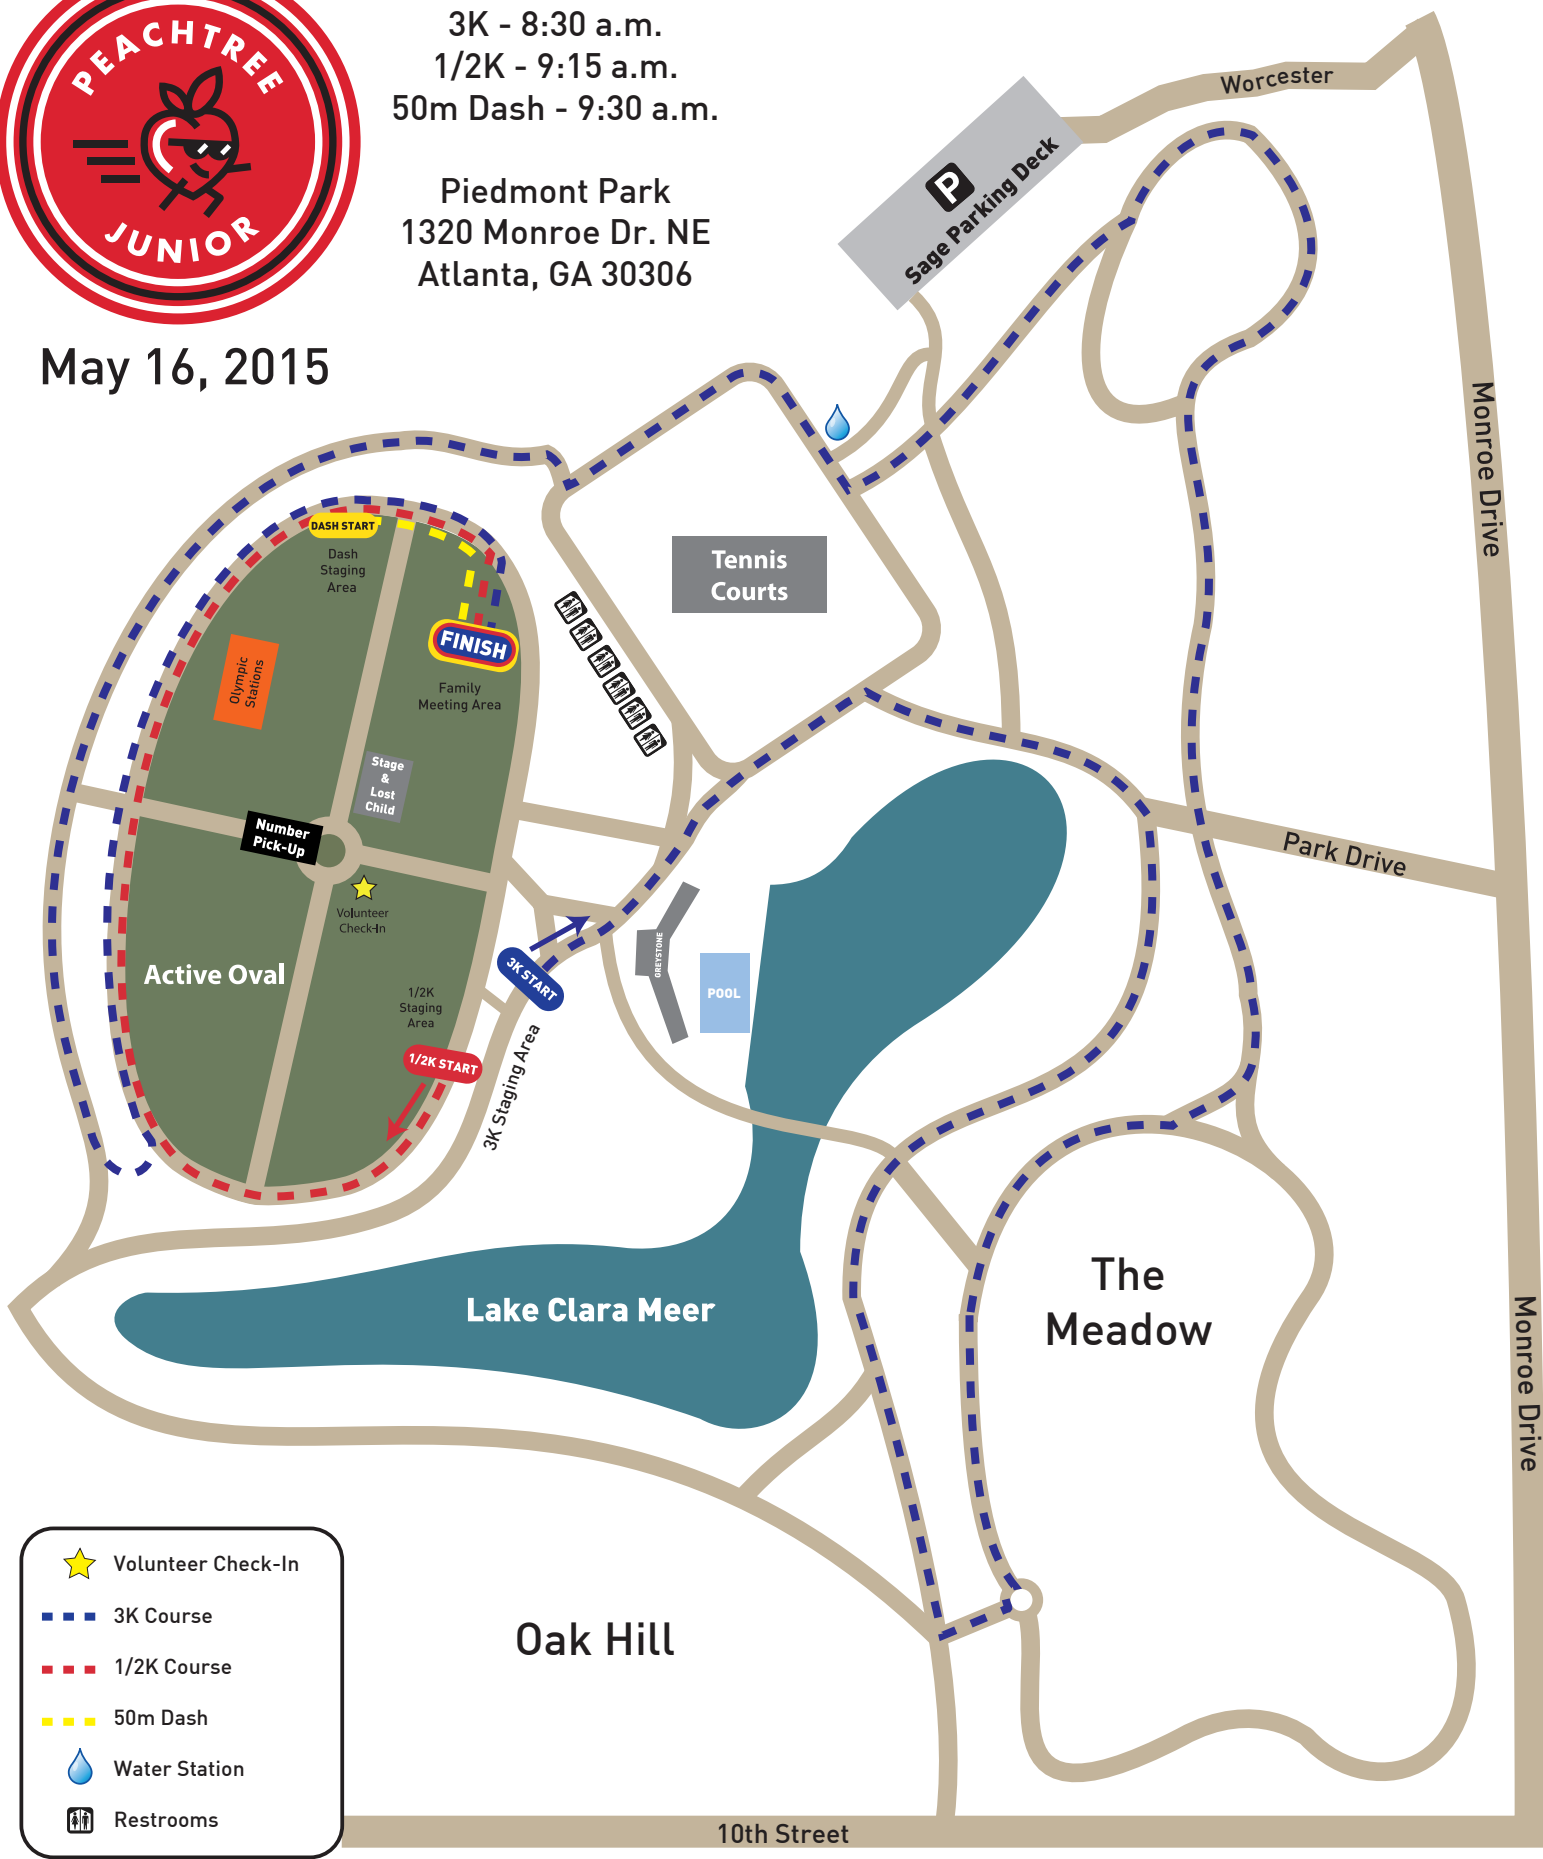 PEACHTREE
JUNIOR
May 16, 2015
3K - 8:30 a.m.
1/2K - 9:15 a.m.
50m Dash - 9:30 a.m.
Piedmont Park
1320 Monroe Dr. NE
Atlanta, GA 30306
Worcester
P
Sage Parking Deck
Monroe Drive
DASH START
Dash
Staging
Area
FINISH
Family
Meeting Area
Olympic
Stations
Tennis
Courts
Stage
&
Lost
Child
Number
Pick-Up
Volunteer
Check-In
Park Drive
Active Oval
3K START
GREYSTONE
POOL
1/2K
Staging
Area
1/2K START
3K Staging Area
Lake Clara Meer
The
Meadow
Monroe Drive
Oak Hill
Volunteer Check-In
3K Course
1/2K Course
50m Dash
Water Station
Restrooms
10th Street